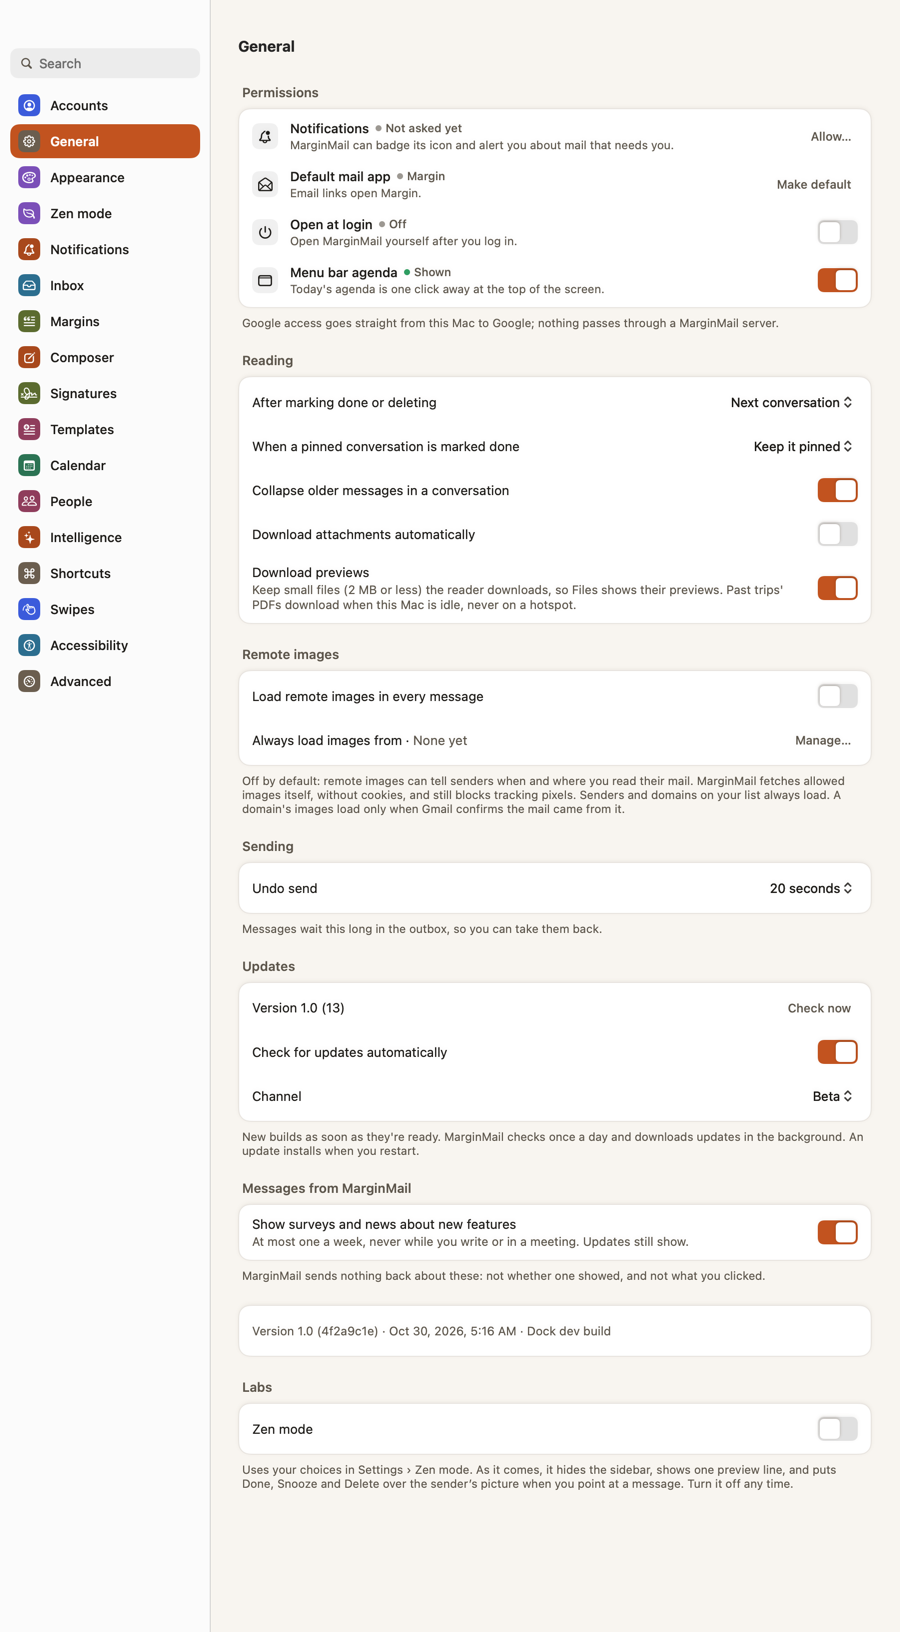 Search
Accounts
General
Appearance
Zen mode
Notifications
Inbox
Margins
Composer
Signatures
Templates
Calendar
People
Intelligence
Shortcuts
Swipes
Accessibility
Advanced
General
Permissions
Notifications Not asked yet
MarginMail can badge its icon and alert you about mail that needs you.
Allow...
Default mail app Margin
Email links open Margin.
Make default
Open at login Off
Open MarginMail yourself after you log in.
Menu bar agenda Shown
Today's agenda is one click away at the top of the screen.
Google access goes straight from this Mac to Google; nothing passes through a MarginMail server.
Reading
After marking done or deleting Next conversation
When a pinned conversation is marked done Keep it pinned
Collapse older messages in a conversation
Download attachments automatically
Download previews
Keep small files (2 MB or less) the reader downloads, so Files shows their previews. Past trips'
PDFs download when this Mac is idle, never on a hotspot.
Remote images
Load remote images in every message
Always load images from · None yet Manage...
Off by default: remote images can tell senders when and where you read their mail. MarginMail fetches allowed
images itself, without cookies, and still blocks tracking pixels. Senders and domains on your list always load. A
domain's images load only when Gmail confirms the mail came from it.
Sending
Undo send 20 seconds
Messages wait this long in the outbox, so you can take them back.
Updates
Version 1.0 (13) Check now
Check for updates automatically
Channel Beta
New builds as soon as they're ready. MarginMail checks once a day and downloads updates in the background. An
update installs when you restart.
Messages from MarginMail
Show surveys and news about new features
At most one a week, never while you write or in a meeting. Updates still show.
MarginMail sends nothing back about these: not whether one showed, and not what you clicked.
Version 1.0 (4f2a9c1e) · Oct 30, 2026, 5:16 AM · Dock dev build
Labs
Zen mode
Uses your choices in Settings › Zen mode. As it comes, it hides the sidebar, shows one preview line, and puts
Done, Snooze and Delete over the sender's picture when you point at a message. Turn it off any time.